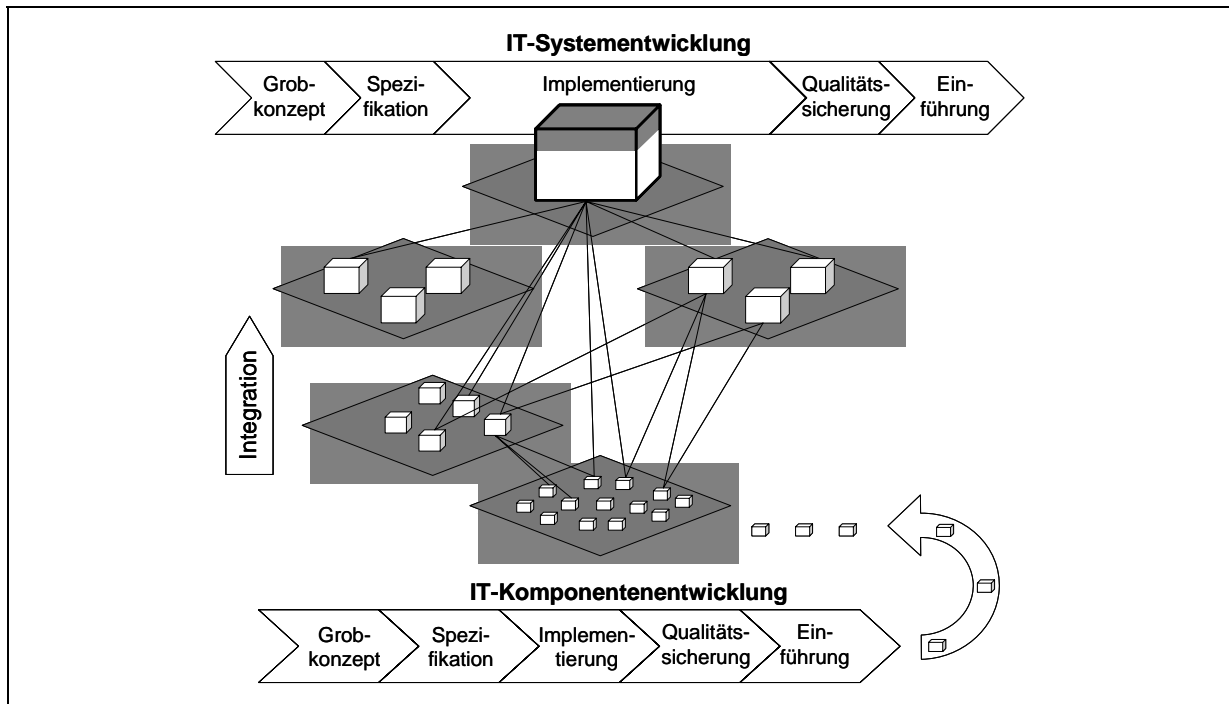 IT-Systementwicklung
Grob-
konzept
Spezi-
fikation
Implementierung
Qualitäts-
sicherung
Ein-
führung
Integration
IT-Komponentenentwicklung
Grob-
konzept
Spezi-
fikation
Implemen-
tierung
Qualitäts-
sicherung
Ein-
führung